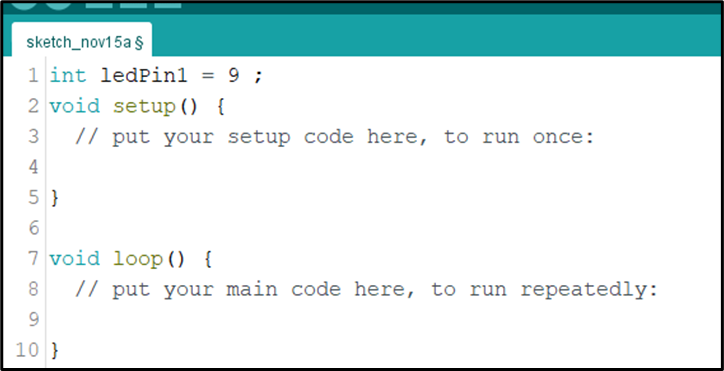 sketch_nov15a §
1 int ledPin1 = 9 ;
2 void setup() {
3   // put your setup code here, to run once:
4
5 }
6
7 void loop() {
8   // put your main code here, to run repeatedly:
9
10 }